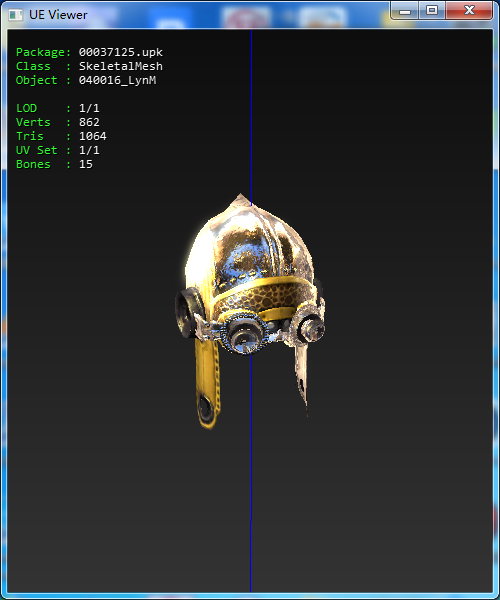 UE Viewer
Package: 00037125.upk
Class : SkeletalMesh
Object : 040016_LynM
LOD : 1/1
Verts : 862
Tris : 1064
UV Set : 1/1
Bones : 15